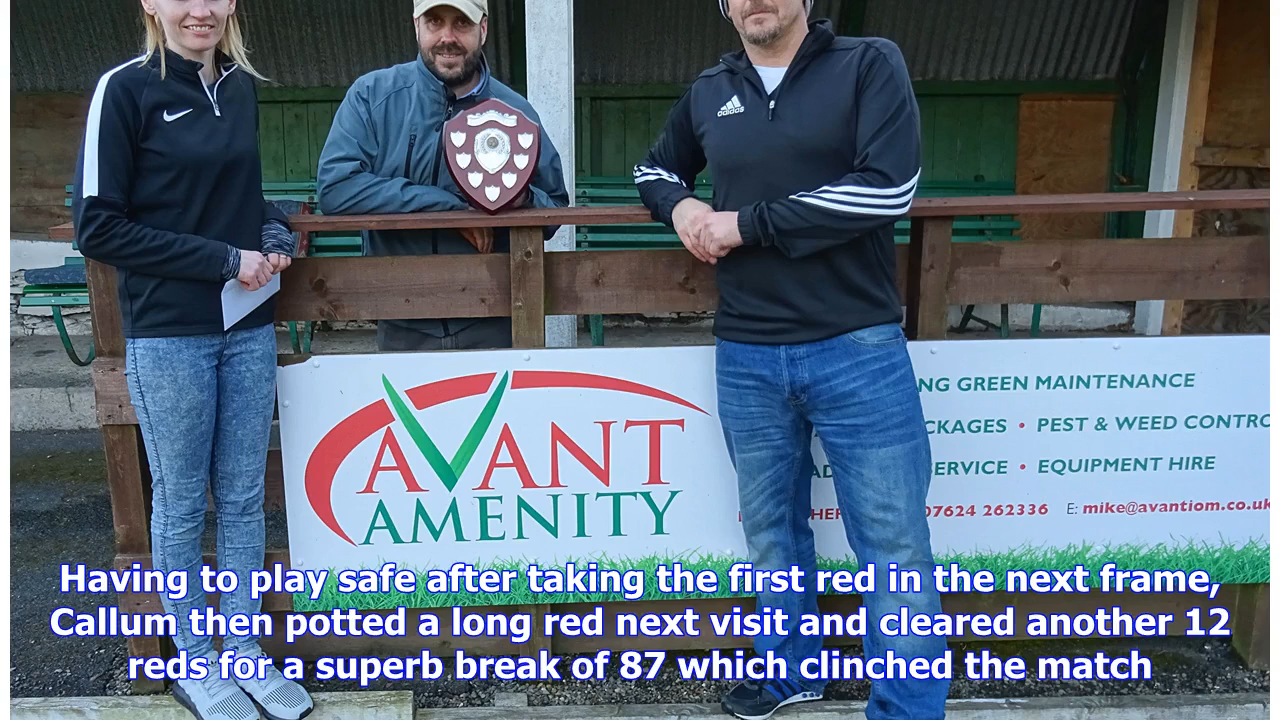 adidas
AVANT
AMENITY
NG GREEN MAINTENANCE
CKAGES • PEST & WEED CONTRO
SERVICE • EQUIPMENT HIRE
07624 262336 E: mike@avantiom.co.uk
Having to play safe after taking the first red in the next frame,
Callum then potted a long red next visit and cleared another 12
reds for a superb break of 87 which clinched the match